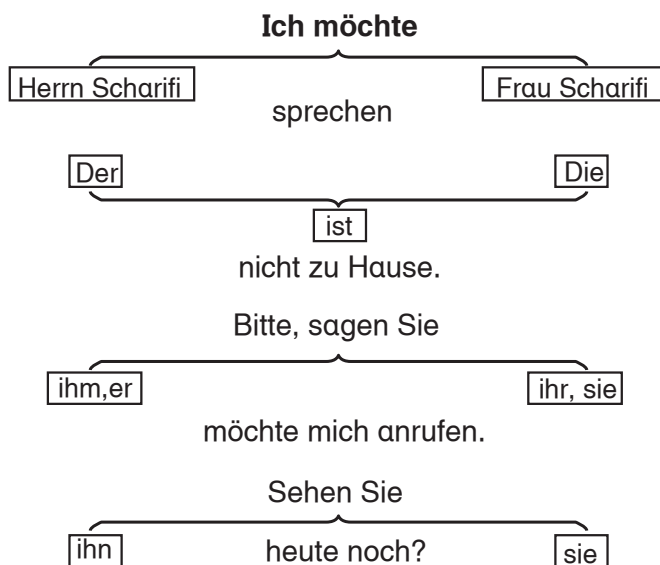 Ich möchte
Herrn Scharifi Frau Scharifi
sprechen
Der Die
ist
nicht zu Hause.
Bitte, sagen Sie
ihm,er ihr, sie
möchte mich anrufen.
Sehen Sie
ihn heute noch? sie